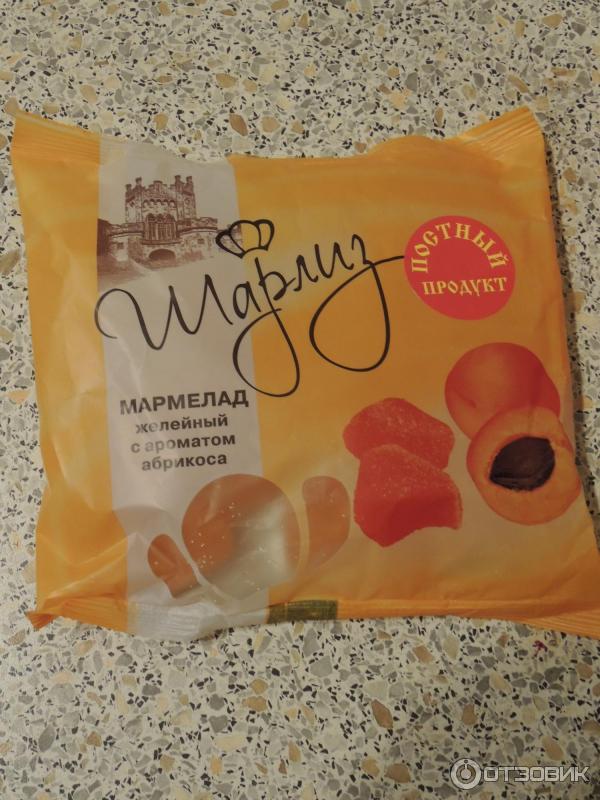 Шарлиз
ПОСТНЫЙ
ПРОДУКТ
МАРМЕЛАД
желейный
с ароматом
абрикоса
ОТЗОВИК